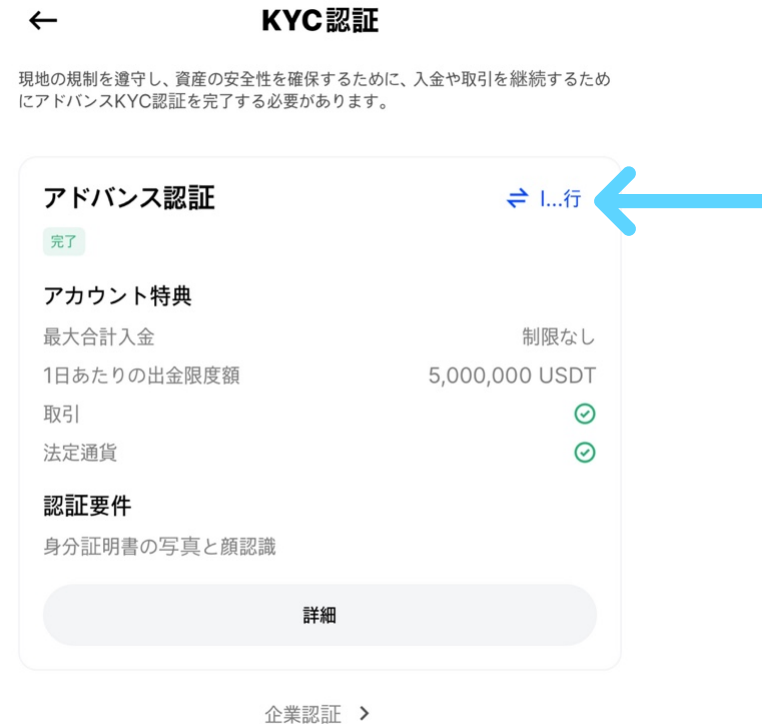 KYC認証
現地の規制を遵守し、資産の安全性を確保するために、入金や取引を継続するため
にアドバンスKYC認証を完了する必要があります。
アドバンス認証
I...行
完了
アカウント特典
最大合計入金
制限なし
1日あたりの出金限度額
5,000,000 USDT
取引
法定通貨
認証要件
身分証明書の写真と顔認識
詳細
企業認証